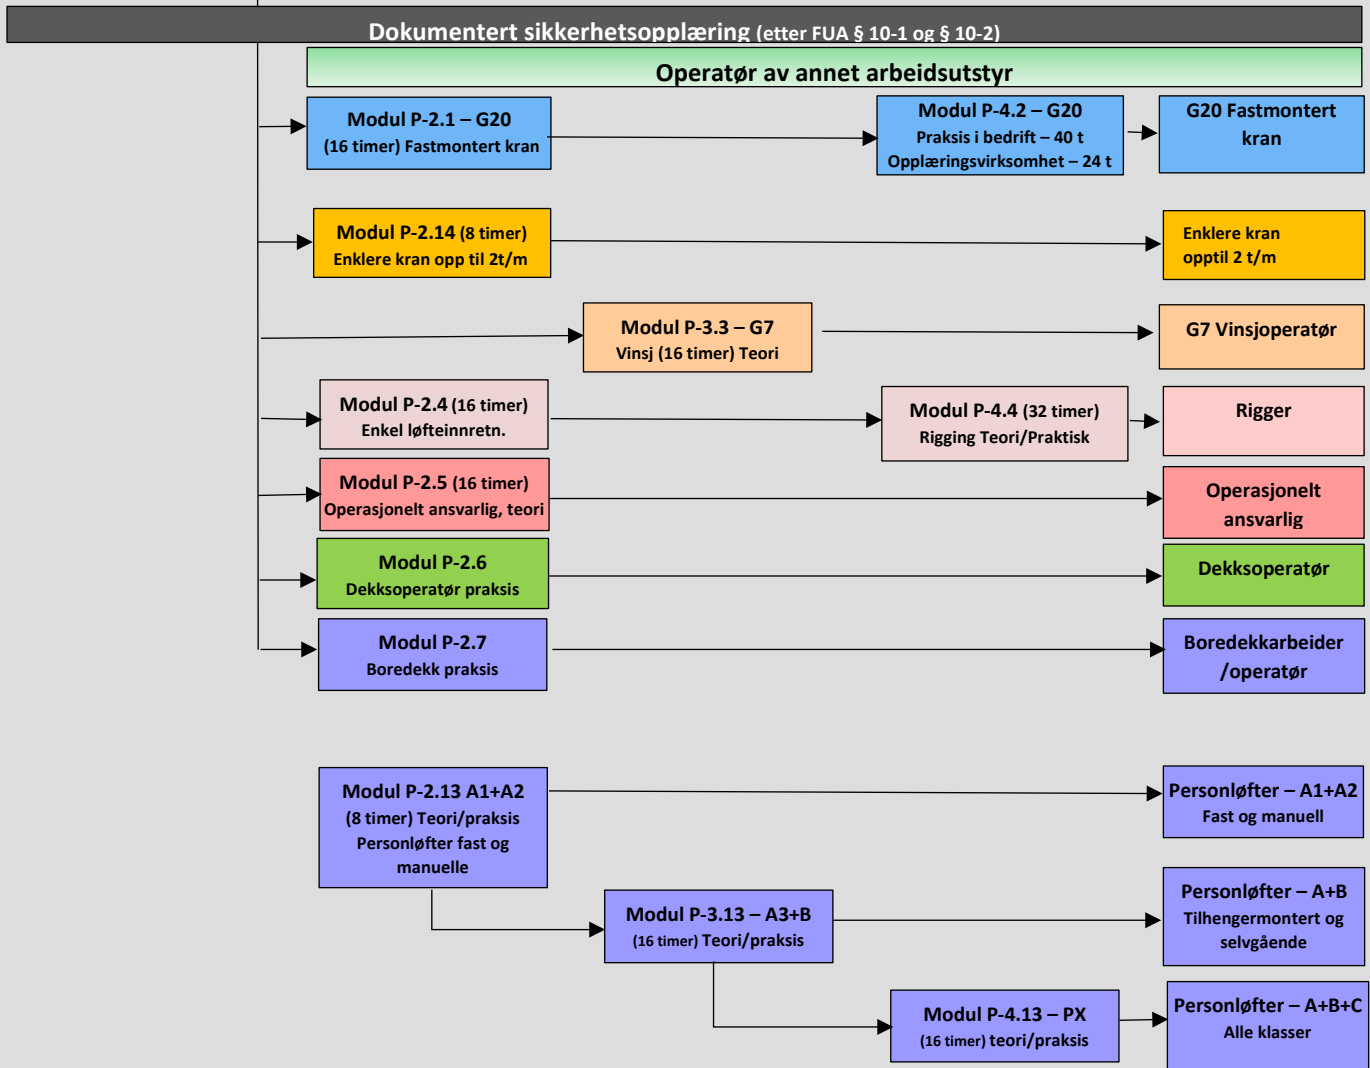 Dokumentert sikkerhetsopplæring (etter FUA § 10-1 og § 10-2)
Operatør av annet arbeidsutstyr
Modul P-2.1 – G20
(16 timer) Fastmontert kran
Modul P-4.2 – G20
Praksis i bedrift – 40 t
Opplæringsvirksomhet – 24 t
G20 Fastmontert
kran
Modul P-2.14 (8 timer)
Enklere kran opp til 2t/m
Enklere kran
opptil 2 t/m
Modul P-3.3 – G7
Vinsj (16 timer) Teori
G7 Vinsjoperatør
Modul P-2.4 (16 timer)
Enkel løfteinnretn.
Modul P-4.4 (32 timer)
Rigging Teori/Praktisk
Rigger
Modul P-2.5 (16 timer)
Operasjonelt ansvarlig, teori
Operasjonelt
ansvarlig
Modul P-2.6
Dekksoperatør praksis
Dekksoperatør
Modul P-2.7
Boredekk praksis
Boredekkarbeider
/operatør
Modul P-2.13 A1+A2
(8 timer) Teori/praksis
Personløfter fast og
manuelle
Personløfter – A1+A2
Fast og manuell
Modul P-3.13 – A3+B
(16 timer) Teori/praksis
Personløfter – A+B
Tilhengermontert og
selvgående
Modul P-4.13 – PX
(16 timer) teori/praksis
Personløfter – A+B+C
Alle klasser